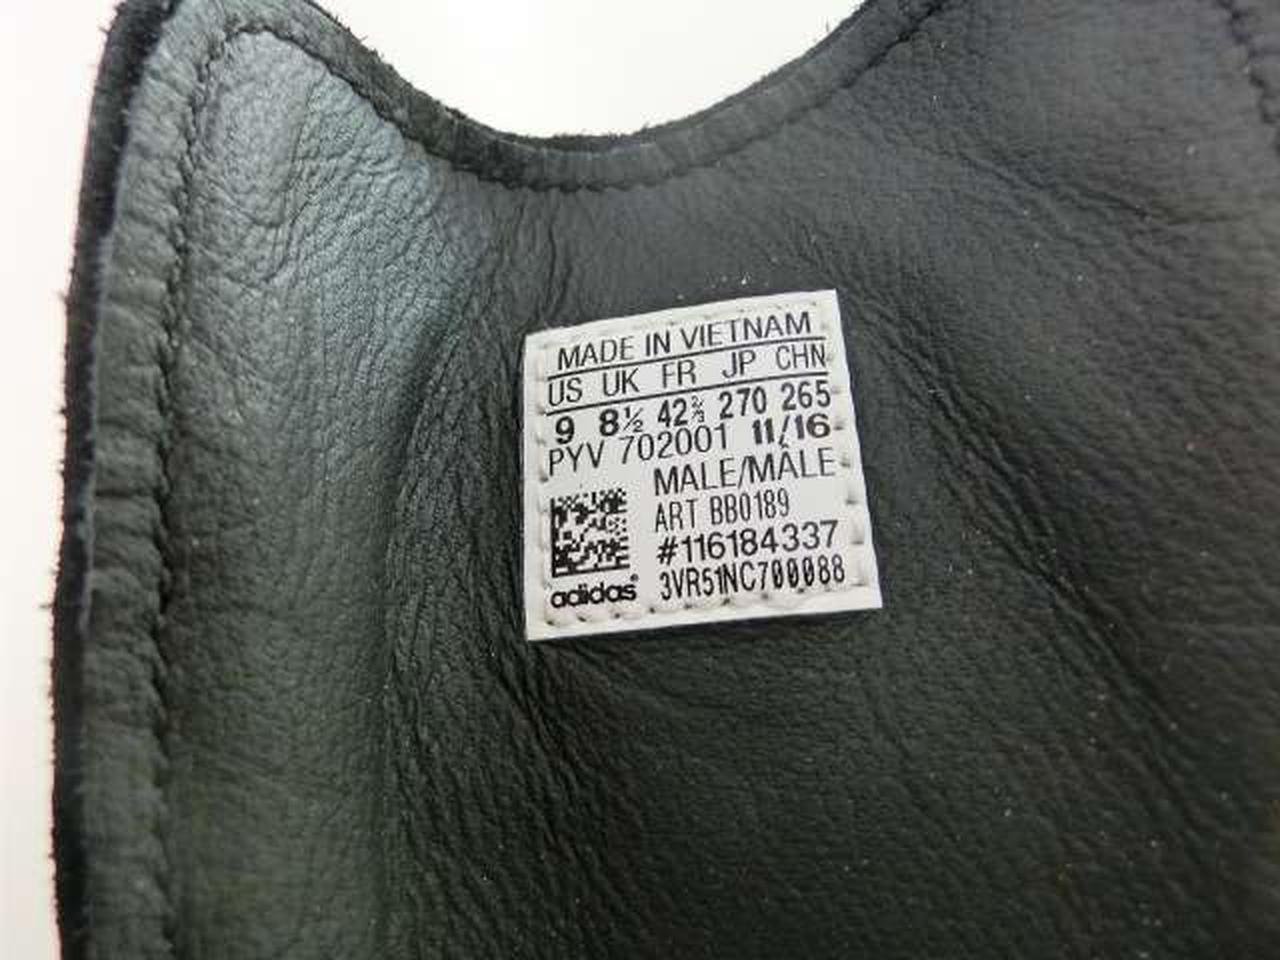 MADE IN VIETNAM
US UK FR JP CHN
9 8½ 42⅔ 270 265
PYV 702001 11/16
MALE/MÂLE
ART BB0189
#116184337
adidas® 3VR51NC700088